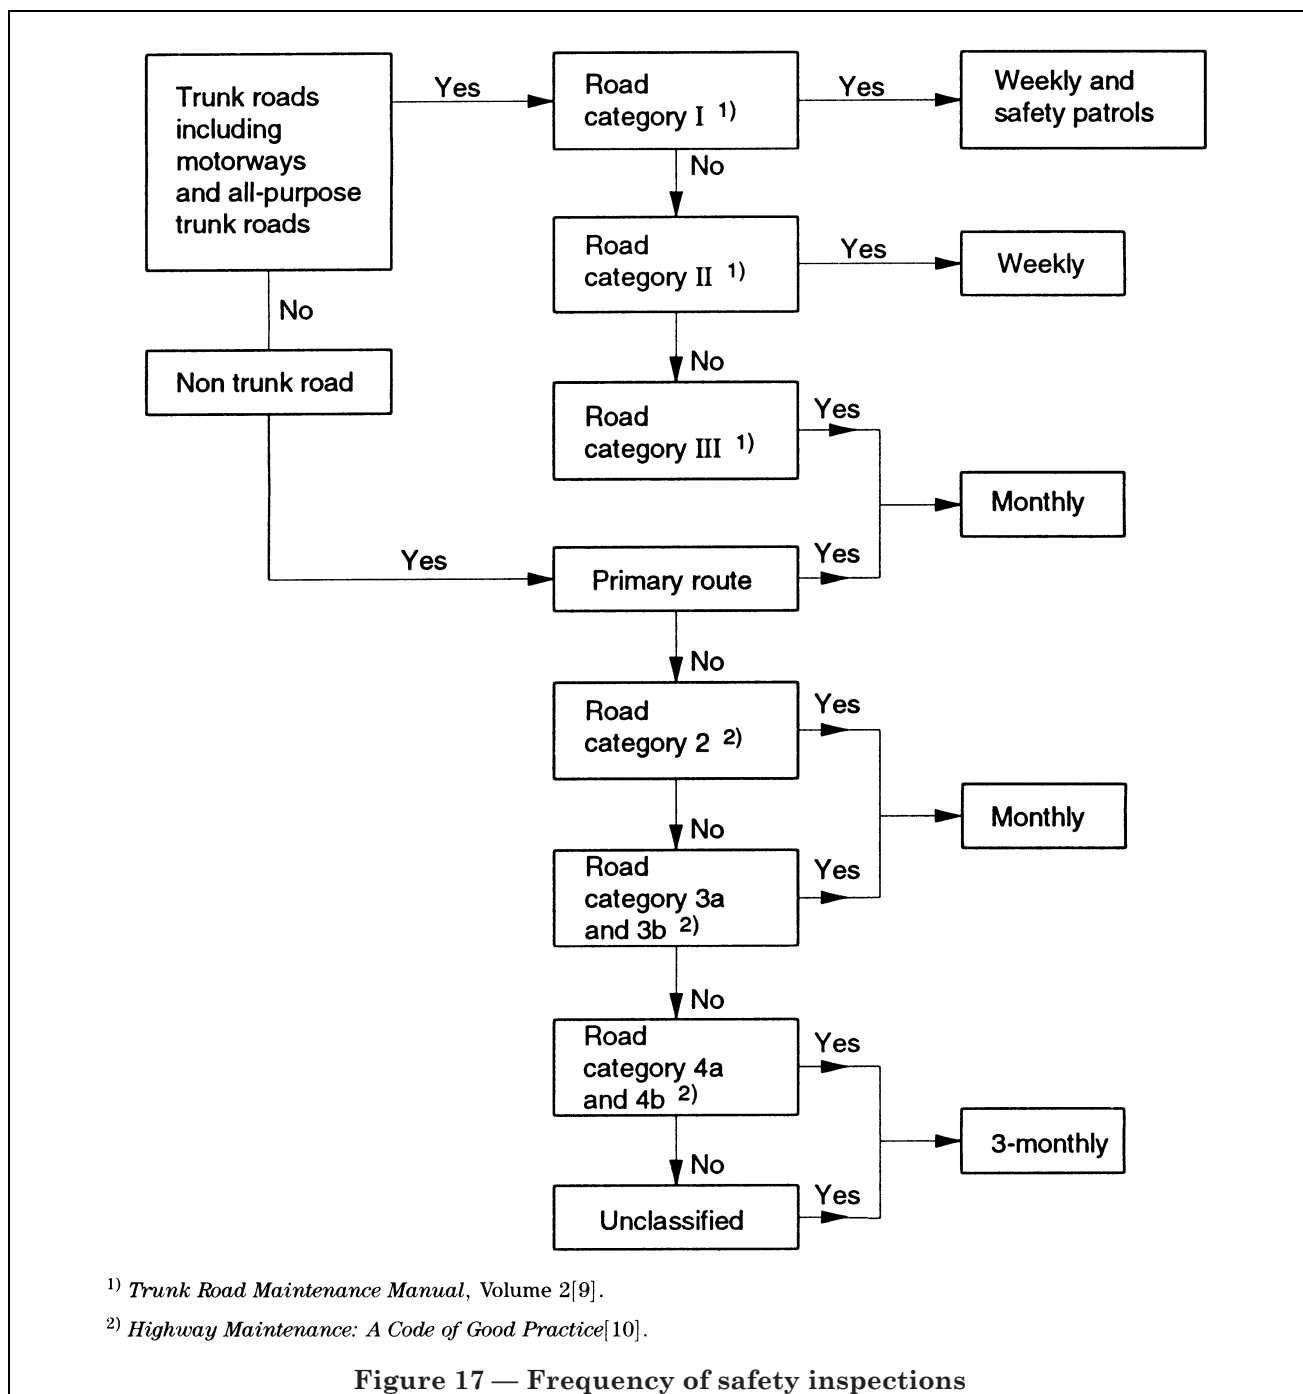 Trunk roads
including
motorways
and all-purpose
trunk roads
Yes
Road
category I 1)
Yes
Weekly and
safety patrols
No
Road
category II 1)
Yes
Weekly
No
Non trunk road
No
Road
category III 1)
Yes
Monthly
Yes
Primary route
Yes
No
Road
category 2 2)
Yes
Monthly
No
Road
category 3a
and 3b 2)
Yes
No
Road
category 4a
and 4b 2)
Yes
3-monthly
No
Unclassified
Yes
1) Trunk Road Maintenance Manual, Volume 2[9].
2) Highway Maintenance: A Code of Good Practice[10].
Figure 17 — Frequency of safety inspections